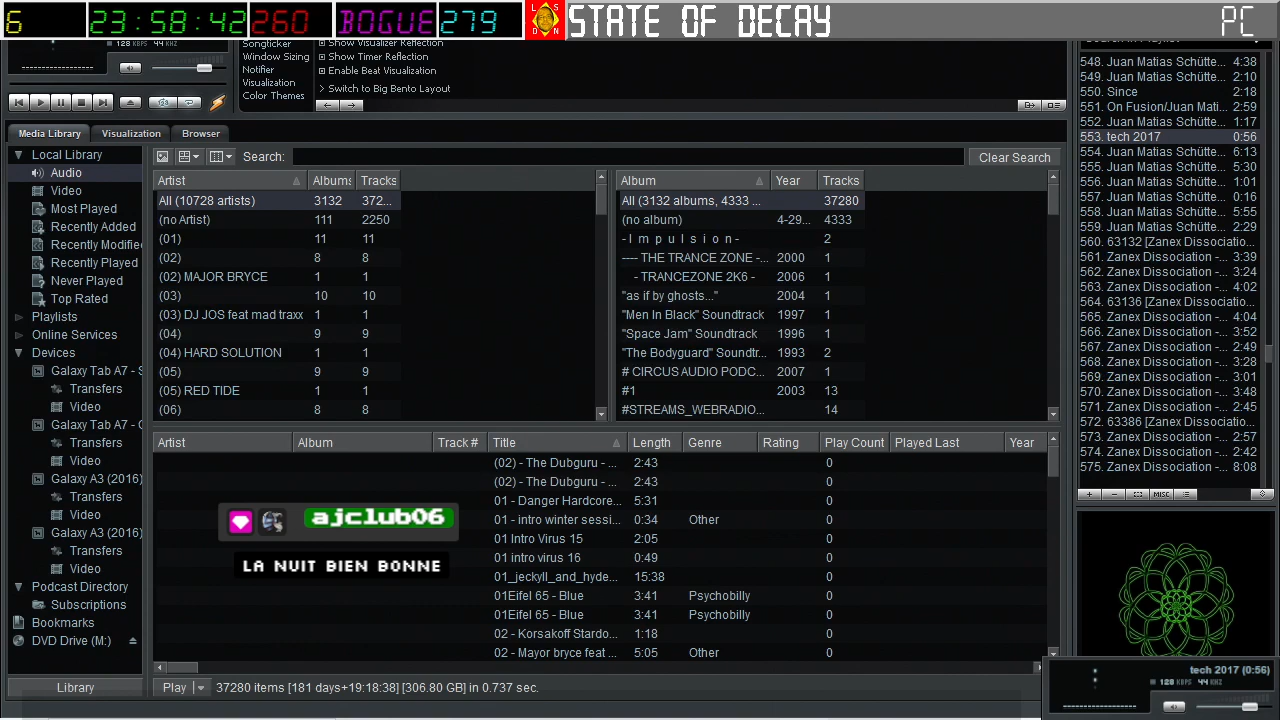 6 23:58:42 260 BOGUE 279 LSDN STATE OF DECAY PC
128 KBPS 44 KHZ
Songticker
Window Sizing
Notifier
Visualization
Color Themes
Show Visualizer Reflection
Show Timer Reflection
Enable Beat Visualization
> Switch to Big Bento Layout
Media Library Visualization Browser
Local Library
Audio
Video
Most Played
Recently Added
Recently Modifie
Recently Played
Never Played
Top Rated
Playlists
Online Services
Devices
Galaxy Tab A7 - S
Transfers
Video
Galaxy Tab A7 - C
Transfers
Video
Galaxy A3 (2016)
Transfers
Video
Galaxy A3 (2016)
Transfers
Video
Podcast Directory
Subscriptions
Bookmarks
DVD Drive (M:)
Library
Search: Clear Search
Artist Albums Tracks
All (10728 artists) 3132 372...
(no Artist) 111 2250
(01) 11 11
(02) 8 8
(02) MAJOR BRYCE 1 1
(03) 10 10
(03) DJ JOS feat mad traxx 1 1
(04) 9 9
(04) HARD SOLUTION 1 1
(05) 9 9
(05) RED TIDE 1 1
(06) 8 8
Album Year Tracks
All (3132 albums, 4333 ... 37280
(no album) 4-29... 4333
- I m p u l s i o n - 2
---- THE TRANCE ZONE -... 2000 1
- TRANCEZONE 2K6 - 2006 1
"as if by ghosts..." 2004 1
"Men In Black" Soundtrack 1997 1
"Space Jam" Soundtrack 1996 1
"The Bodyguard" Soundtr... 1993 2
# CIRCUS AUDIO PODC... 2007 1
#1 2003 13
#STREAMS_WEBRADIO... 14
Artist Album Track # Title Length Genre Rating Play Count Played Last Year
(02) - The Dubguru - ... 2:43 0
(02) - The Dubguru - ... 2:43 0
01 - Danger Hardcore... 5:31 0
01 - intro winter sessi... 0:34 Other 0
01 Intro Virus 15 2:05 0
01 intro virus 16 0:49 0
01_jeckyll_and_hyde... 15:38 0
01Eifel 65 - Blue 3:41 Psychobilly 0
01Eifel 65 - Blue 3:41 Psychobilly 0
02 - Korsakoff Stardo... 1:18 0
02 - Mayor bryce feat ... 5:05 Other 0
ajclub06
LA NUIT BIEN BONNE
Play 37280 items [181 days+19:18:38] [306.80 GB] in sec.
548. Juan Matias Schütte... 4:38
549. Juan Matias Schütte... 2:10
550. Since 2:18
551. On Fusion/Juan Mati... 2:59
552. Juan Matias Schütte... 1:17
553. tech 2017 0:56
554. Juan Matias Schütte... 6:13
555. Juan Matias Schütte... 5:30
556. Juan Matias Schütte... 1:01
557. Juan Matias Schütte... 0:16
558. Juan Matias Schütte... 5:55
559. Juan Matias Schütte... 2:29
560. 63132 [Zanex Dissociatio...
561. Zanex Dissociation -... 3:39
562. Zanex Dissociation -... 3:24
563. Zanex Dissociation -... 4:02
564. 63136 [Zanex Dissociatio...
565. Zanex Dissociation -... 4:04
566. Zanex Dissociation -... 3:52
567. Zanex Dissociation -... 2:49
568. Zanex Dissociation -... 3:28
569. Zanex Dissociation -... 3:01
570. Zanex Dissociation -... 3:48
571. Zanex Dissociation -... 2:45
572. 63386 [Zanex Dissociatio...
573. Zanex Dissociation -... 2:57
574. Zanex Dissociation -... 2:42
575. Zanex Dissociation -... 8:08
MISC
tech 2017 (0:56)
128 KBPS 44 KHZ